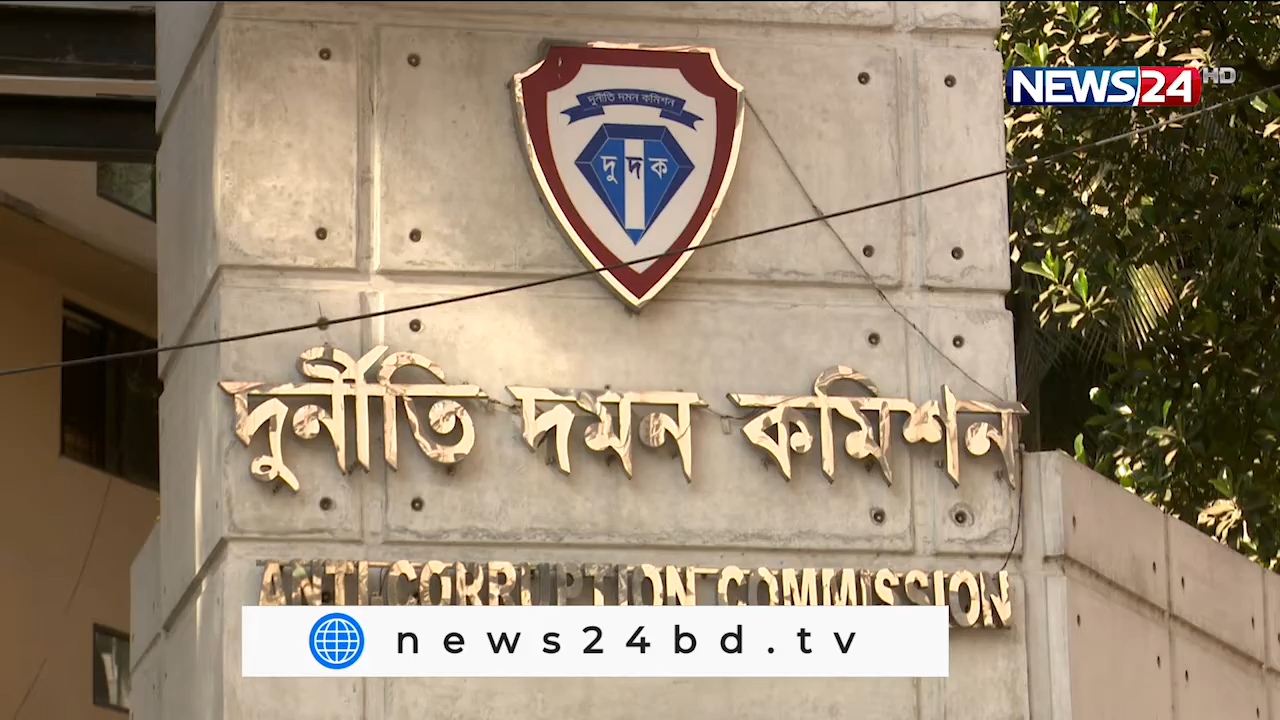 NEWS24 HD
দুর্নীতি দমন কমিশন
দুদক
দুর্নীতি দমন কমিশন
ANTI-CORRUPTION COMMISSION
news24bd.tv